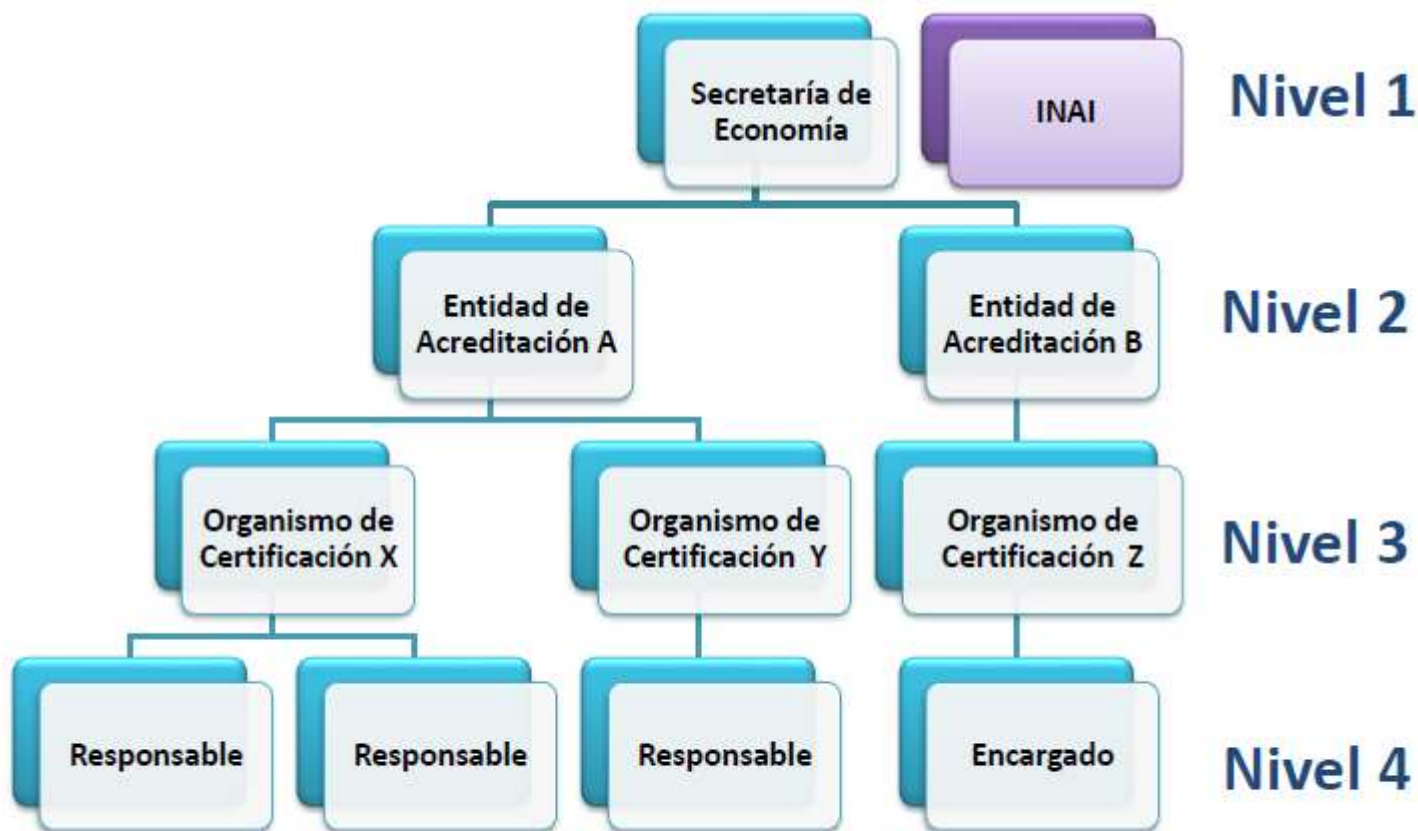 Secretaría de
Economía
INAI
Nivel 1
Entidad de
Acreditación A
Entidad de
Acreditación B
Nivel 2
Organismo de
Certificación X
Organismo de
Certificación Y
Organismo de
Certificación Z
Nivel 3
Responsable
Responsable
Responsable
Encargado
Nivel 4